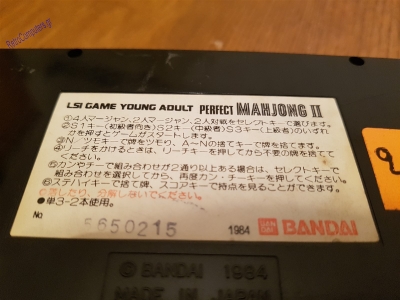 RetroComputers.gr
LSI GAME YOUNG ADULT PERFECT MAHJONG II
①4人マージャン、2人マージャン、2人対戦をセレクトキーで選びます。
②S1キー(初級者向き)S2キー(中級者)S3キー(上級者)のいずれ
かを押すとゲームがスタートします。
③N/ツモキーで牌をツモり、A〜Nの捨てキーで牌を捨てます。
④リーチをかけるときは、リーチキーを押してから不要の牌を捨てて
ください。
⑤カンやチーで組み合わせが2通り以上ある場合は、セレクトキーで
組み合わせを選択してから、再度カン・チーキーを押してください。
⑥ステハイキーで捨て牌、スコアキーで持点を見ることができます。
●単3-2本使用。
No. 5650215 1984 BANDAI
© BANDAI 1984
MADE IN JAPAN